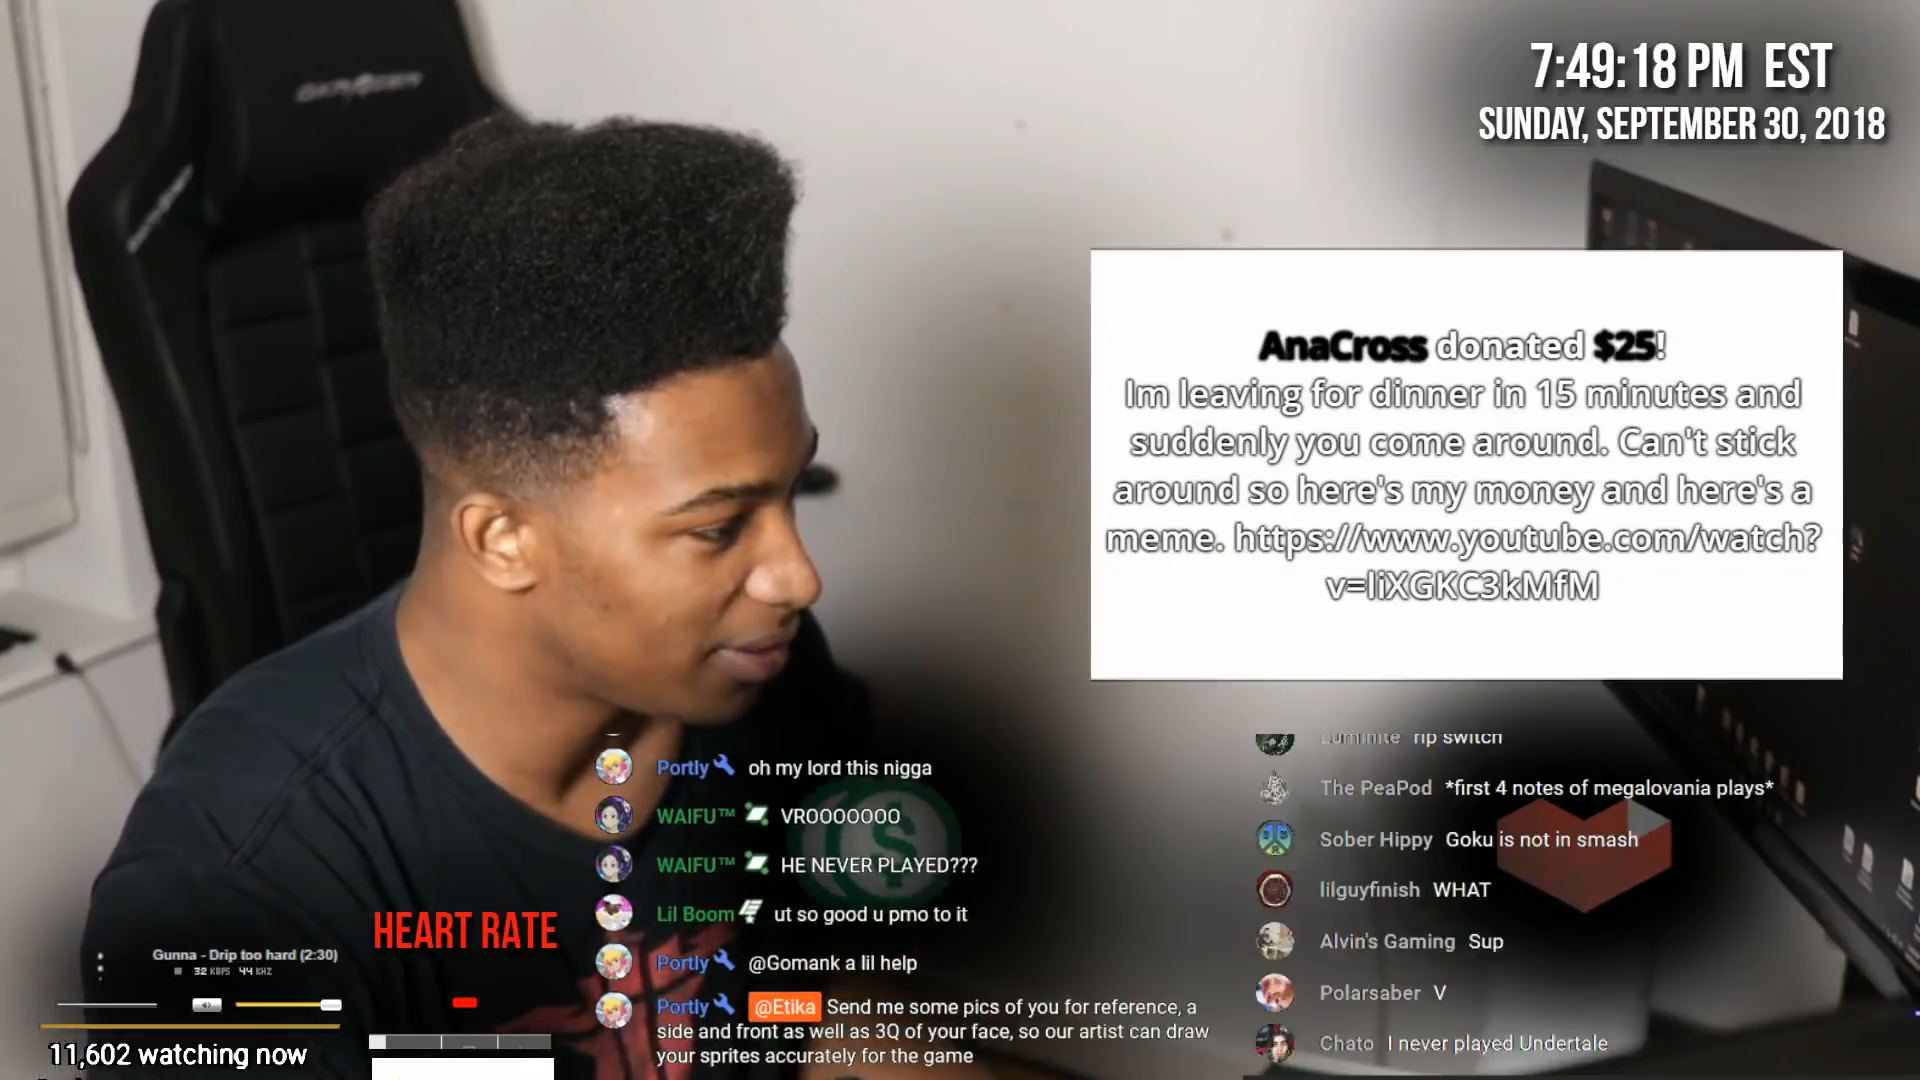 7:49:18 PM EST
SUNDAY, SEPTEMBER 30, 2018
AnaCross donated $25!
Im leaving for dinner in 15 minutes and
suddenly you come around. Can't stick
around so here's my money and here's a
meme. https://www.youtube.com/watch?
v=liXGKC3kMfM
Portly oh my lord this nigga
WAIFU™ VROOOOOOO
WAIFU™ HE NEVER PLAYED???
Lil Boom ut so good u pmo to it
Portly @Gomank a lil help
Portly @Etika Send me some pics of you for reference, a
side and front as well as 3Q of your face, so our artist can draw
your sprites accurately for the game
Luminite rip switch
The PeaPod *first 4 notes of megalovania plays*
Sober Hippy Goku is not in smash
lilguyfinish WHAT
Alvin's Gaming Sup
Polarsaber V
Chato I never played Undertale
HEART RATE
Gunna - Drip too hard (2:30)
32 KBPS 44 KHZ
11,602 watching now